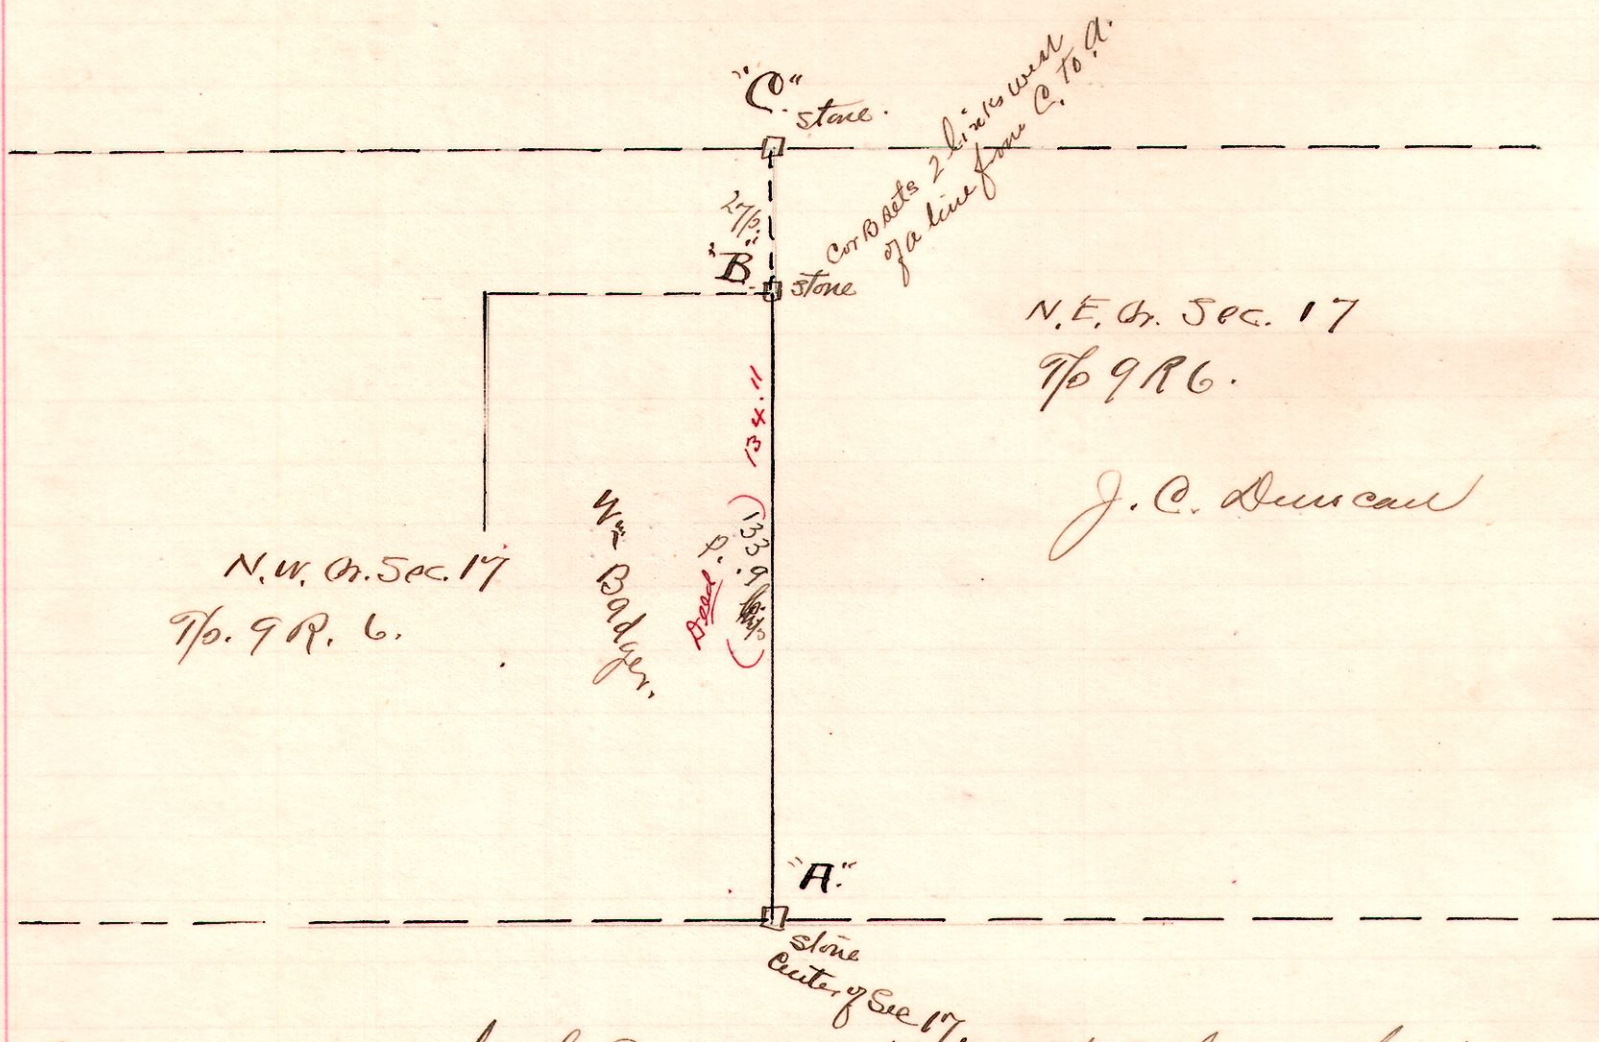 "C."
stone.
Cor B sets 2 links west
of a line from C. to A.
27p.
"B."
stone
N.E. Qr. Sec. 17
T/p 9 R 6.
134.11
J. C. Duncan
(133.9
P.
Deed
Wm Badger.
N.W. Qr. Sec. 17
T/p. 9 R. 6.
"A."
stone
Center of Sec 17